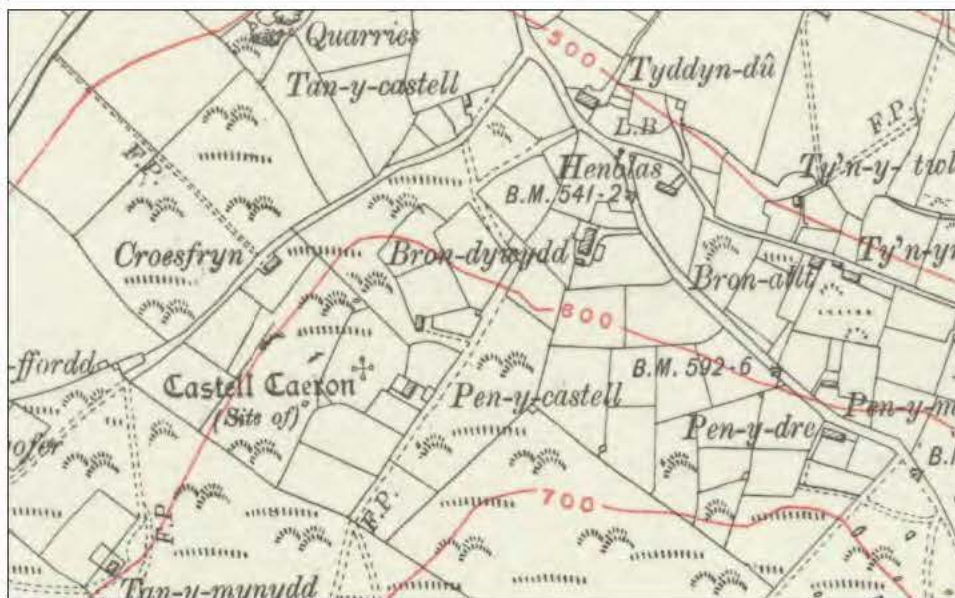 500
Quarries
Tan-y-castell
Tyddyn-dû
L.B
F.P.
F.P.
Henblas
B.M. 541·2
Croesfryn
Bron-dywydd
Bron-allt
600
ffordd
Castell Caeron
(Site of)
B.M. 592·6
Pen-y-castell
Pen-y-dre
700
F.P.
F.P.
Tan-y-mynydd